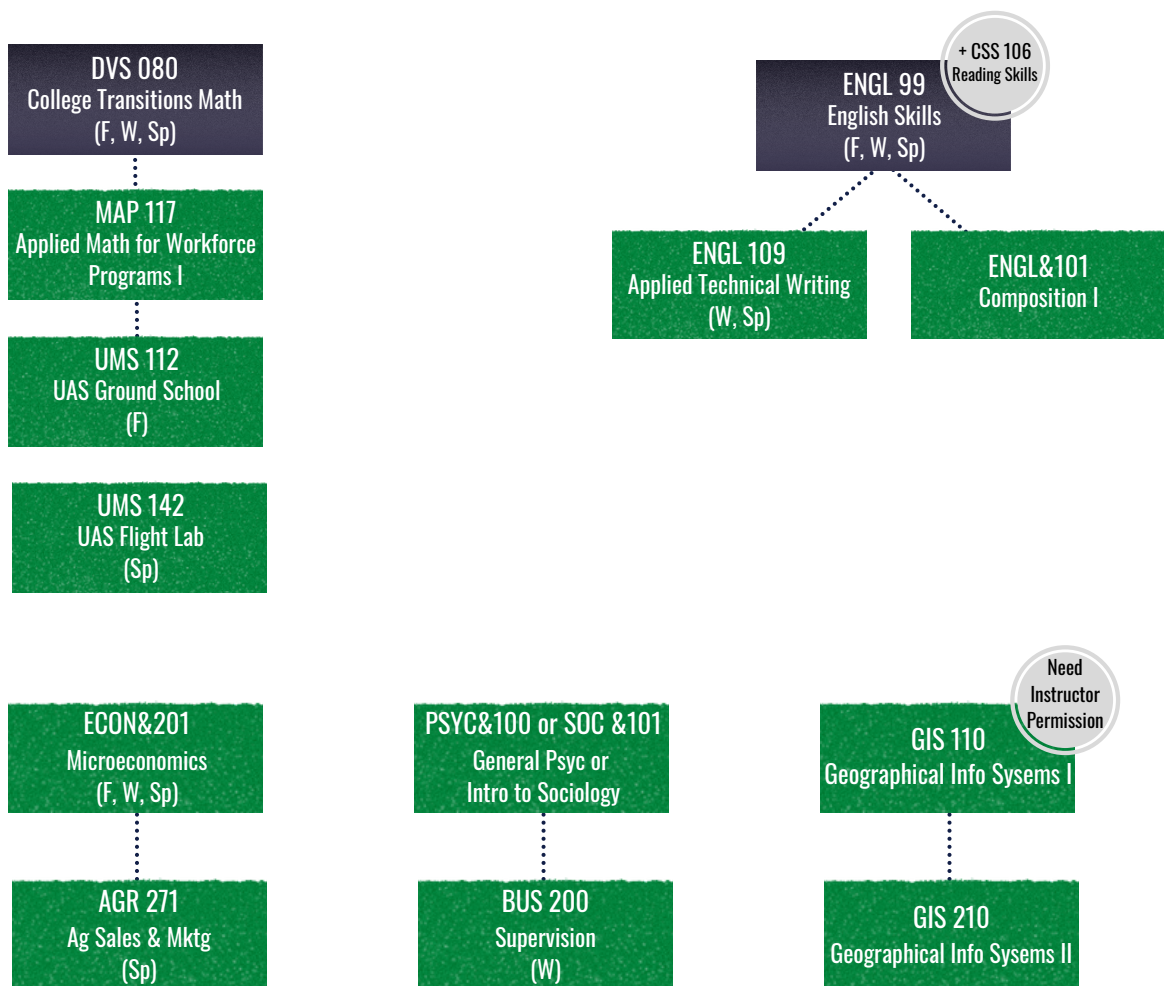 DVS 080
College Transitions Math
(F, W, Sp)
+ CSS 106
Reading Skills
ENGL 99
English Skills
(F, W, Sp)
MAP 117
Applied Math for Workforce
Programs I
ENGL 109
Applied Technical Writing
(W, Sp)
ENGL&101
Composition I
UMS 112
UAS Ground School
(F)
UMS 142
UAS Flight Lab
(Sp)
ECON&201
Microeconomics
(F, W, Sp)
PSYC&100 or SOC &101
General Psyc or
Intro to Sociology
Need
Instructor
Permission
GIS 110
Geographical Info Sysems I
AGR 271
Ag Sales & Mktg
(Sp)
BUS 200
Supervision
(W)
GIS 210
Geographical Info Sysems II